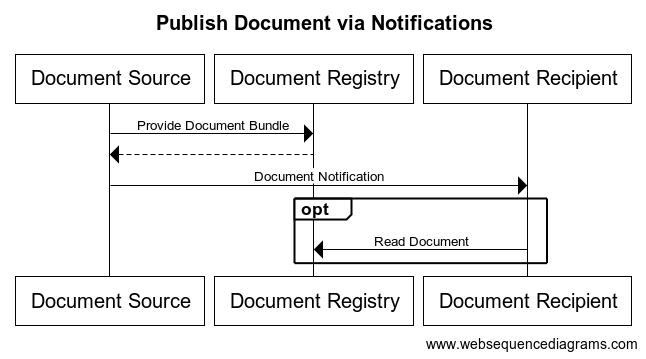 Publish Document via Notifications
Document Source Document Registry Document Recipient
Provide Document Bundle
Document Notification
opt
Read Document
Document Source Document Registry Document Recipient
www.websequencediagrams.com